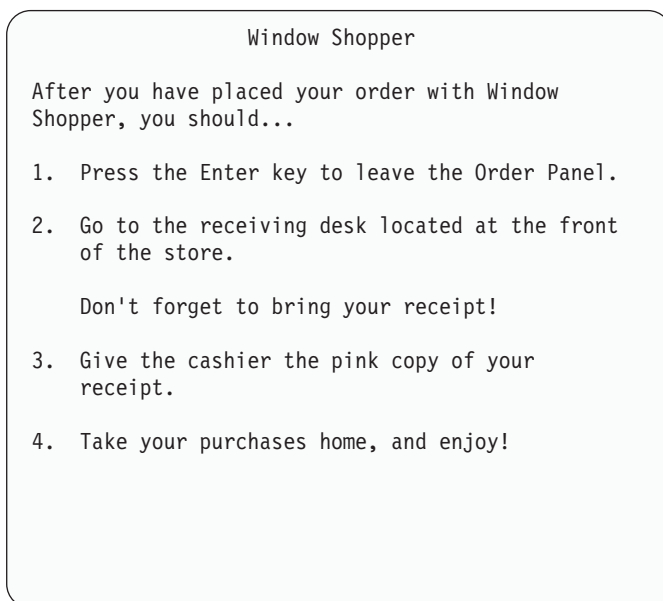 Window Shopper
After you have placed your order with Window
Shopper, you should...
1. Press the Enter key to leave the Order Panel.
2. Go to the receiving desk located at the front
of the store.
Don't forget to bring your receipt!
3. Give the cashier the pink copy of your
receipt.
4. Take your purchases home, and enjoy!